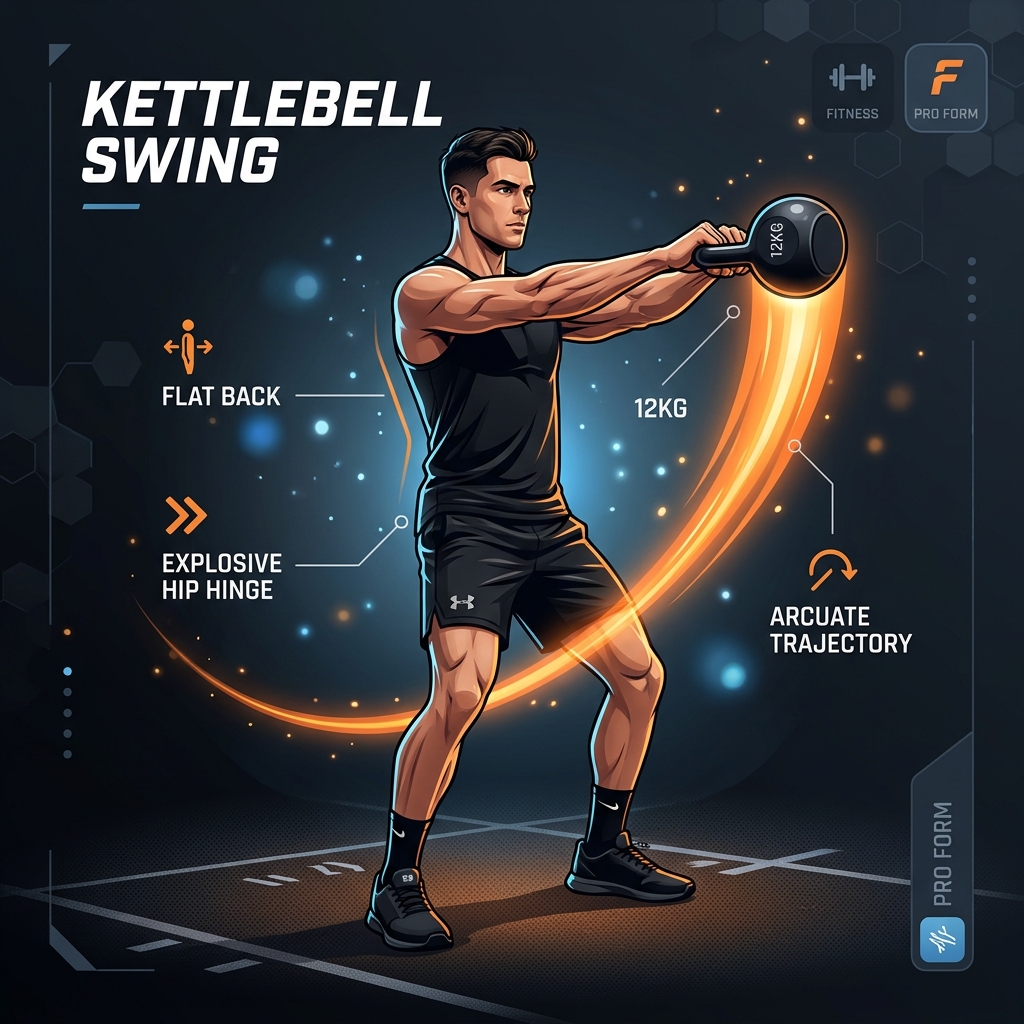 KETTLEBELL
SWING
FITNESS
PRO FORM
12KG
FLAT BACK
12KG
EXPLOSIVE
HIP HINGE
ARCUATE
TRAJECTORY
PRO FORM